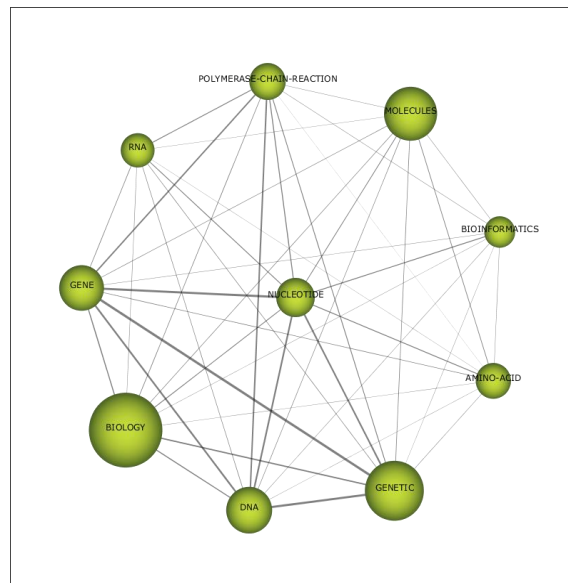 POLYMERASE-CHAIN-REACTION
MOLECULES
RNA
BIOINFORMATICS
GENE
NUCLEOTIDE
AMINO-ACID
BIOLOGY
GENETIC
DNA